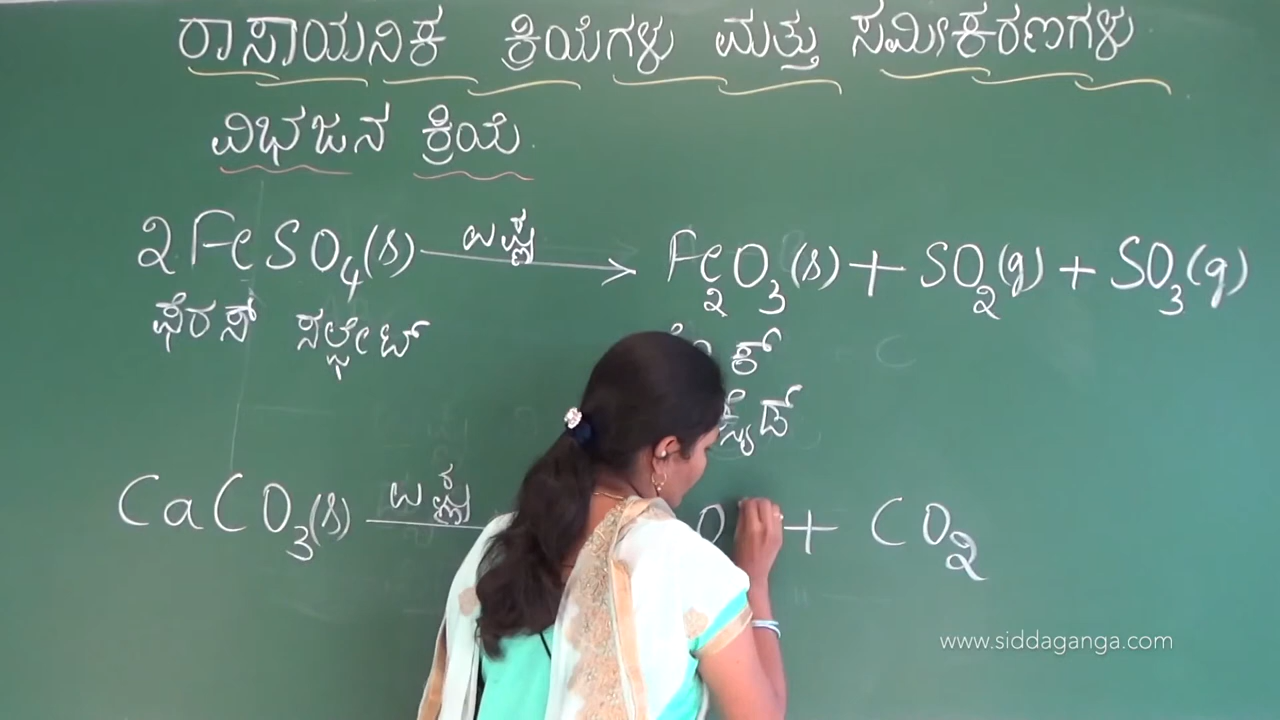 ರಾಸಾಯನಿಕ ಕ್ರಿಯೆಗಳು ಮತ್ತು ಸಮೀಕರಣಗಳು
ವಿಭಜನ ಕ್ರಿಯೆ
2FeSO₄(s) ಉಷ್ಣ → Fe₂O₃(s) + SO₂(g) + SO₃(g)
ಫೆರಸ್ ಸಲ್ಫೇಟ್
CaCO₃(s) ಉಷ್ಣ + CO₂
www.siddaganga.com